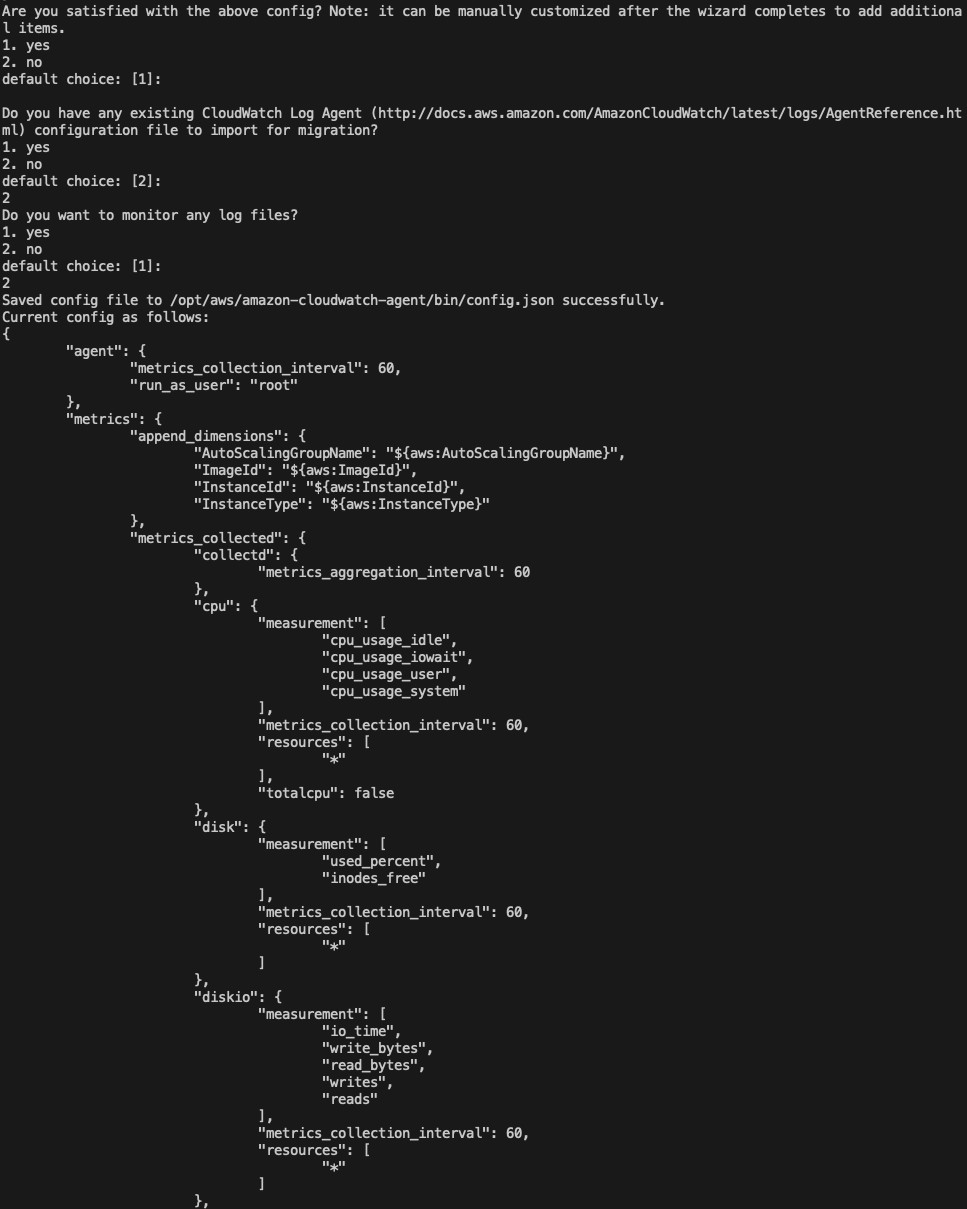 Are you satisfied with the above config? Note: it can be manually customized after the wizard completes to add additiona
l items.
1. yes
2. no
default choice: [1]:

Do you have any existing CloudWatch Log Agent (http://docs.aws.amazon.com/AmazonCloudWatch/latest/logs/AgentReference.ht
ml) configuration file to import for migration?
1. yes
2. no
default choice: [2]:
2
Do you want to monitor any log files?
1. yes
2. no
default choice: [1]:
2
Saved config file to /opt/aws/amazon-cloudwatch-agent/bin/config.json successfully.
Current config as follows:
{
        "agent": {
                "metrics_collection_interval": 60,
                "run_as_user": "root"
        },
        "metrics": {
                "append_dimensions": {
                        "AutoScalingGroupName": "${aws:AutoScalingGroupName}",
                        "ImageId": "${aws:ImageId}",
                        "InstanceId": "${aws:InstanceId}",
                        "InstanceType": "${aws:InstanceType}"
                },
                "metrics_collected": {
                        "collectd": {
                                "metrics_aggregation_interval": 60
                        },
                        "cpu": {
                                "measurement": [
                                        "cpu_usage_idle",
                                        "cpu_usage_iowait",
                                        "cpu_usage_user",
                                        "cpu_usage_system"
                                ],
                                "metrics_collection_interval": 60,
                                "resources": [
                                        "*"
                                ],
                                "totalcpu": false
                        },
                        "disk": {
                                "measurement": [
                                        "used_percent",
                                        "inodes_free"
                                ],
                                "metrics_collection_interval": 60,
                                "resources": [
                                        "*"
                                ]
                        },
                        "diskio": {
                                "measurement": [
                                        "io_time",
                                        "write_bytes",
                                        "read_bytes",
                                        "writes",
                                        "reads"
                                ],
                                "metrics_collection_interval": 60,
                                "resources": [
                                        "*"
                                ]
                        },